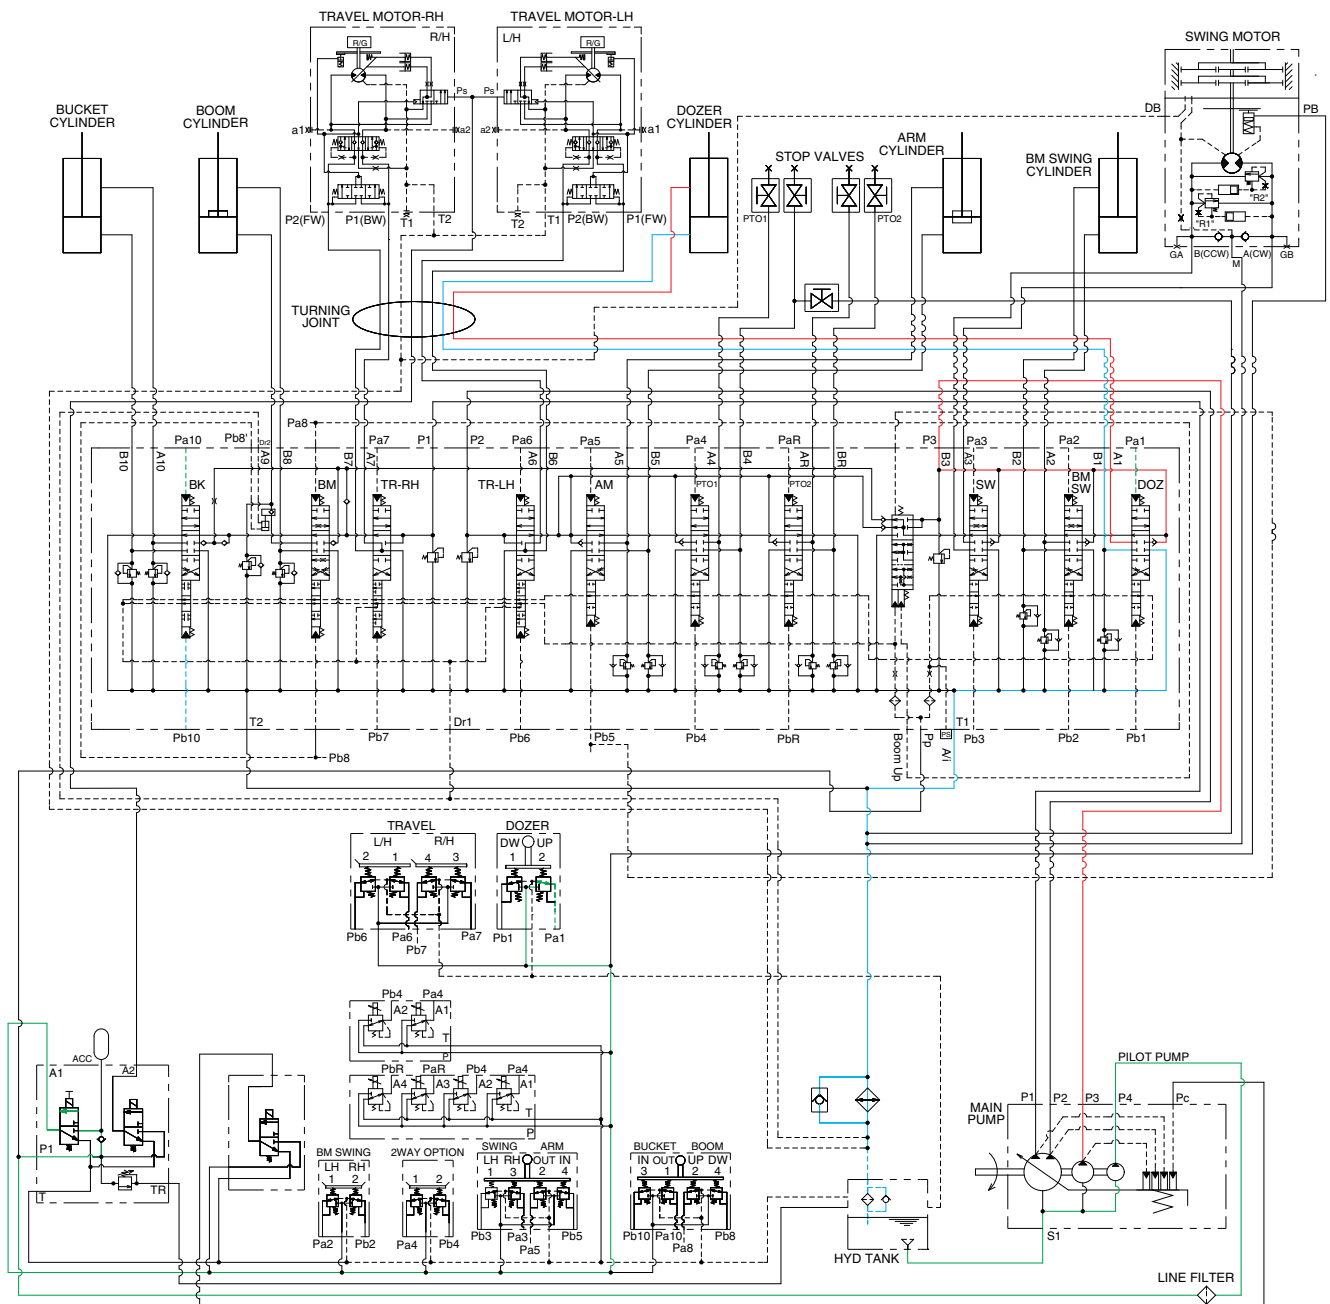 TRAVEL MOTOR-RH
TRAVEL MOTOR-LH
SWING MOTOR
R/H
L/H
R/G
R/G
BUCKET
CYLINDER
BOOM
CYLINDER
DOZER
CYLINDER
ARM
CYLINDER
BM SWING
CYLINDER
STOP VALVES
Ps
Ps
DB
PB
a1
a2
a2
a1
PTO1
PTO2
"R2"
"R1"
P2(FW)
P1(BW)
T1
T2
T2
T1
P2(BW)
P1(FW)
GA
B(CCW)
M
A(CW)
GB
TURNING
JOINT
Pa10
Pb8'
Dr2
Pa8
Pa7
P1
P2
Pa6
Pa5
Pa4
PaR
P3
Pa3
Pa2
Pa1
B10
A10
A9
B8
B7
A7
A6
B6
A5
B5
A4
B4
AR
BR
B3
A3
B2
A2
B1
A1
BK
BM
TR-RH
TR-LH
AM
PTO1
PTO2
SW
BM
SW
DOZ
Pb10
T2
Pb8
Pb7
Dr1
Pb6
Pb5
Pb4
PbR
Boom Up
Pp
PS
A/i
T1
Pb3
Pb2
Pb1
TRAVEL
L/H
R/H
2
1
4
3
Pb6
Pa6
Pb7
Pa7
DOZER
DW
UP
1
2
Pb1
Pa1
Pb4
Pa4
A2
A1
T
P
PbR
PaR
Pb4
Pa4
A4
A3
A2
A1
T
P
ACC
A1
A2
P1
T
TR
BM SWING
LH
RH
1
2
Pa2
Pb2
2WAY OPTION
1
2
Pa4
Pb4
SWING
ARM
LH
RH
OUT
IN
1
3
2
4
Pb3
Pa3
Pa5
Pb5
BUCKET
BOOM
IN
OUT
UP
DW
3
1
2
4
Pb10
Pa10
Pa8
Pb8
HYD TANK
PILOT PUMP
MAIN
PUMP
P1
P2
P3
P4
Pc
S1
LINE FILTER